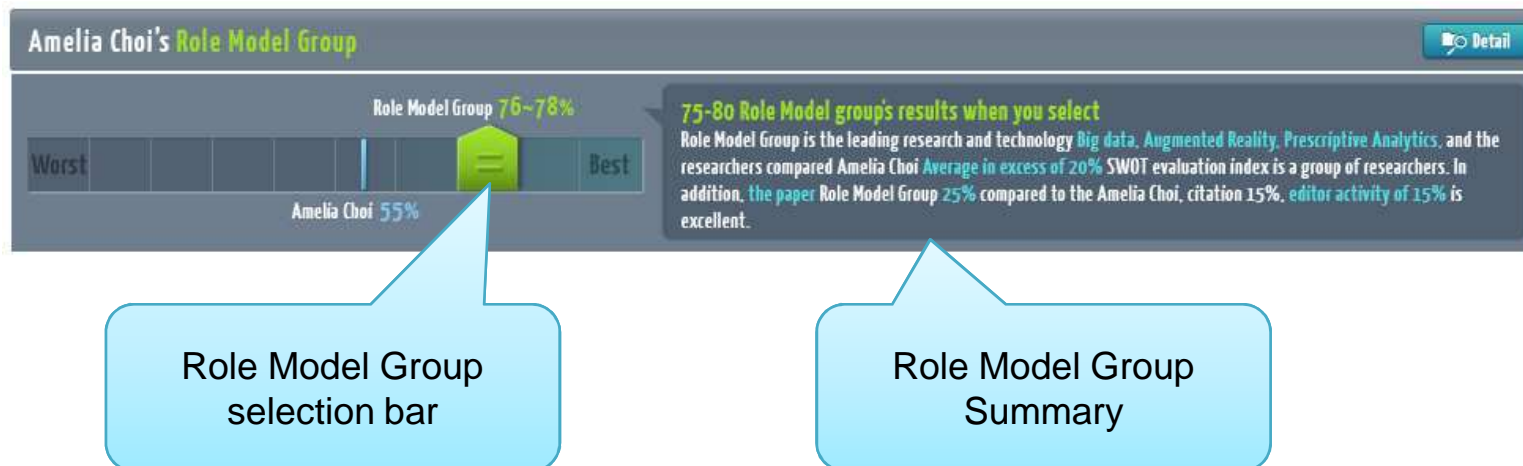 Amelia Choi's Role Model Group
Detail
Role Model Group 76~78%
Worst
Best
Amelia Choi 55%
75-80 Role Model group's results when you select
Role Model Group is the leading research and technology Big data, Augmented Reality, Prescriptive Analytics, and the
researchers compared Amelia Choi Average in excess of 20% SWOT evaluation index is a group of researchers. In
addition, the paper Role Model Group 25% compared to the Amelia Choi, citation 15%, editor activity of 15% is
excellent.
Role Model Group
selection bar
Role Model Group
Summary